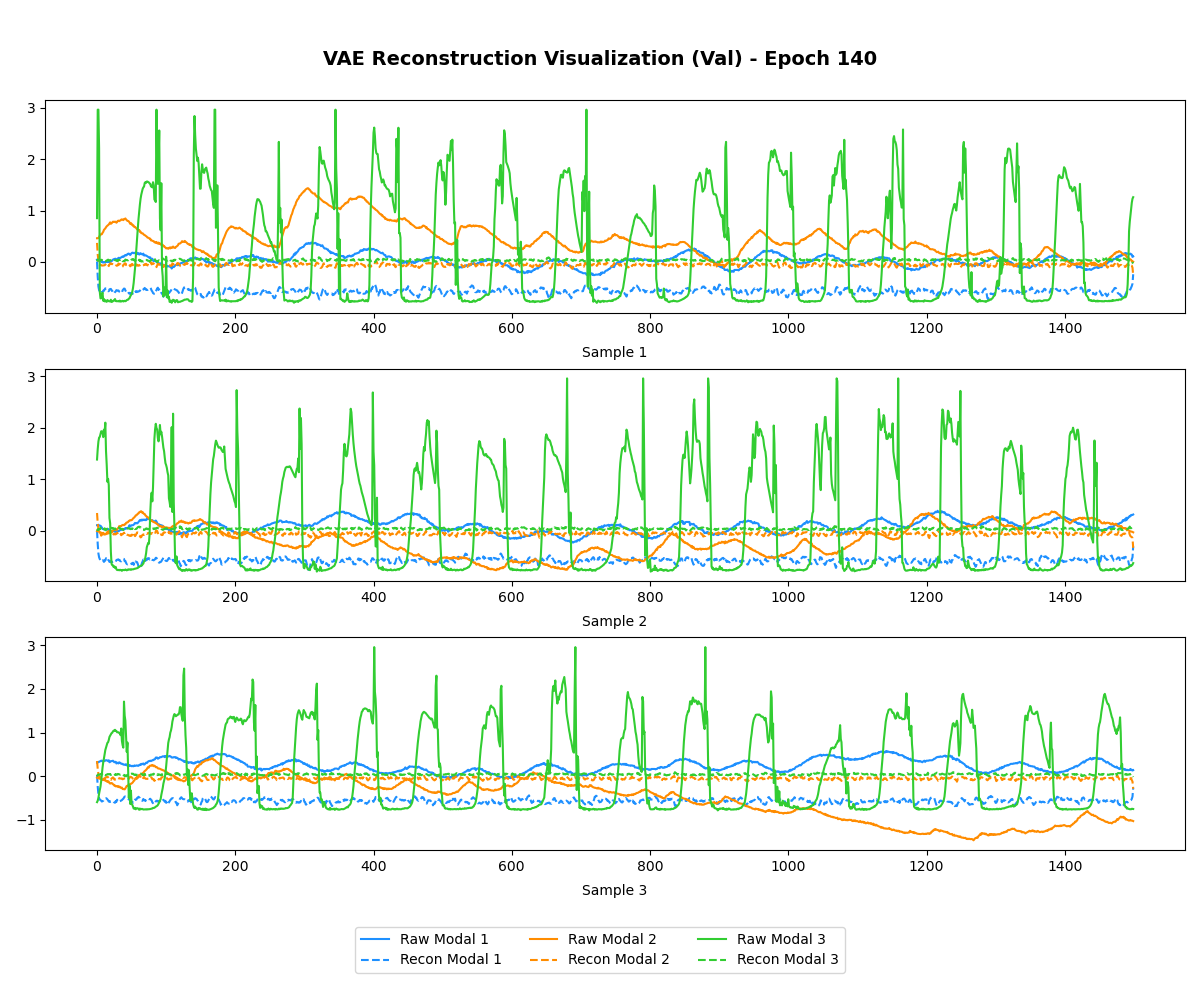 VAE Reconstruction Visualization (Val) - Epoch 140
3
2
1
0
0 200 400 600 800 1000 1200 1400
Sample 1
3
2
1
0
0 200 400 600 800 1000 1200 1400
Sample 2
3
2
1
0
−1
0 200 400 600 800 1000 1200 1400
Sample 3
Raw Modal 1 Raw Modal 2 Raw Modal 3
Recon Modal 1 Recon Modal 2 Recon Modal 3